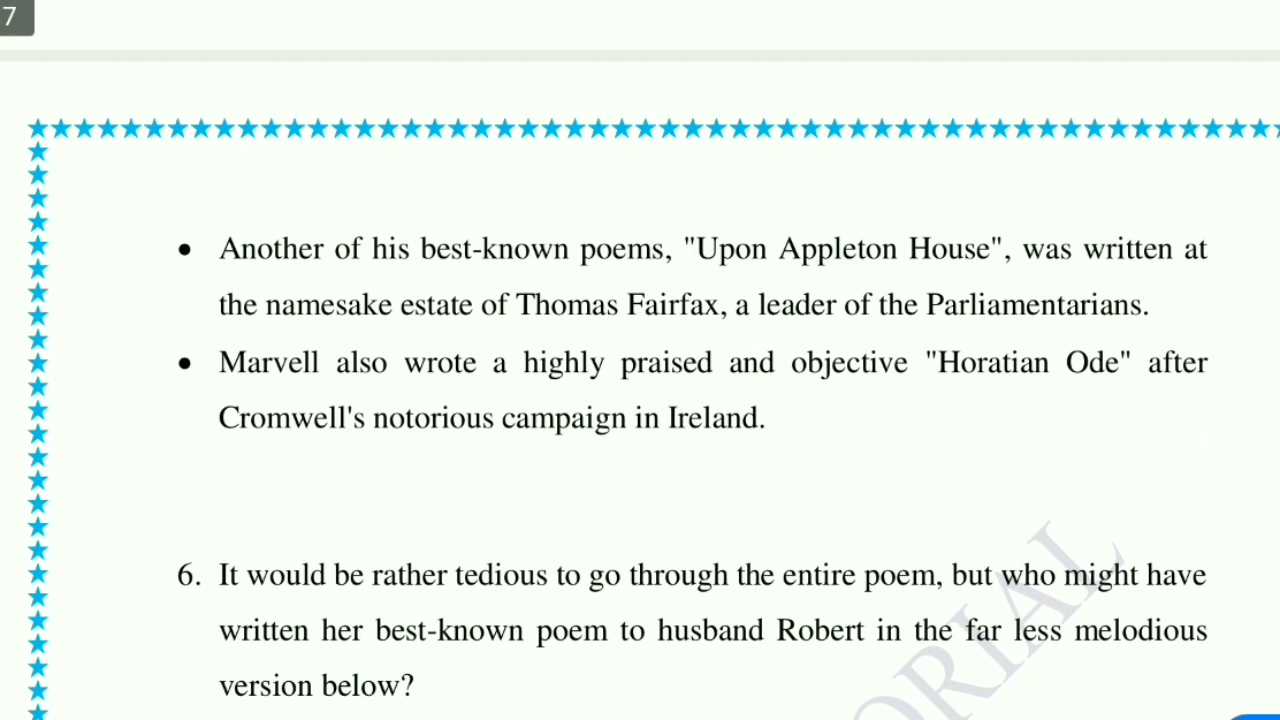 7
• Another of his best-known poems, "Upon Appleton House", was written at
the namesake estate of Thomas Fairfax, a leader of the Parliamentarians.
• Marvell also wrote a highly praised and objective "Horatian Ode" after
Cromwell's notorious campaign in Ireland.
6. It would be rather tedious to go through the entire poem, but who might have
written her best-known poem to husband Robert in the far less melodious
version below?
ORIAL